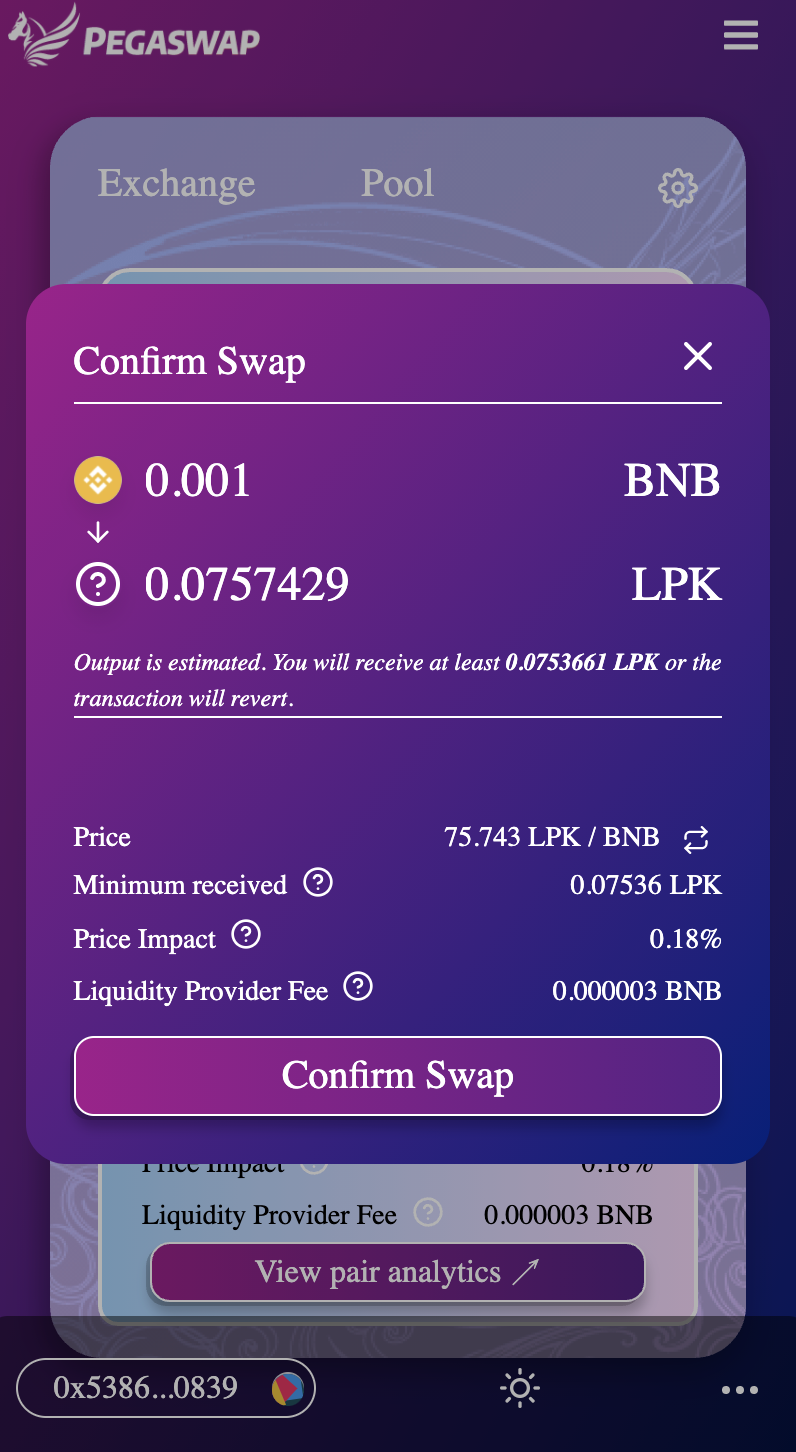 PEGASWAP
Exchange Pool
Confirm Swap
0.001 BNB
0.0757429 LPK
Output is estimated. You will receive at least 0.0753661 LPK or the
transaction will revert.
Price 75.743 LPK / BNB
Minimum received ? 0.07536 LPK
Price Impact ? 0.18%
Liquidity Provider Fee ? 0.000003 BNB
Confirm Swap
Price Impact 0.18%
Liquidity Provider Fee ? 0.000003 BNB
View pair analytics ↗
0x5386...0839